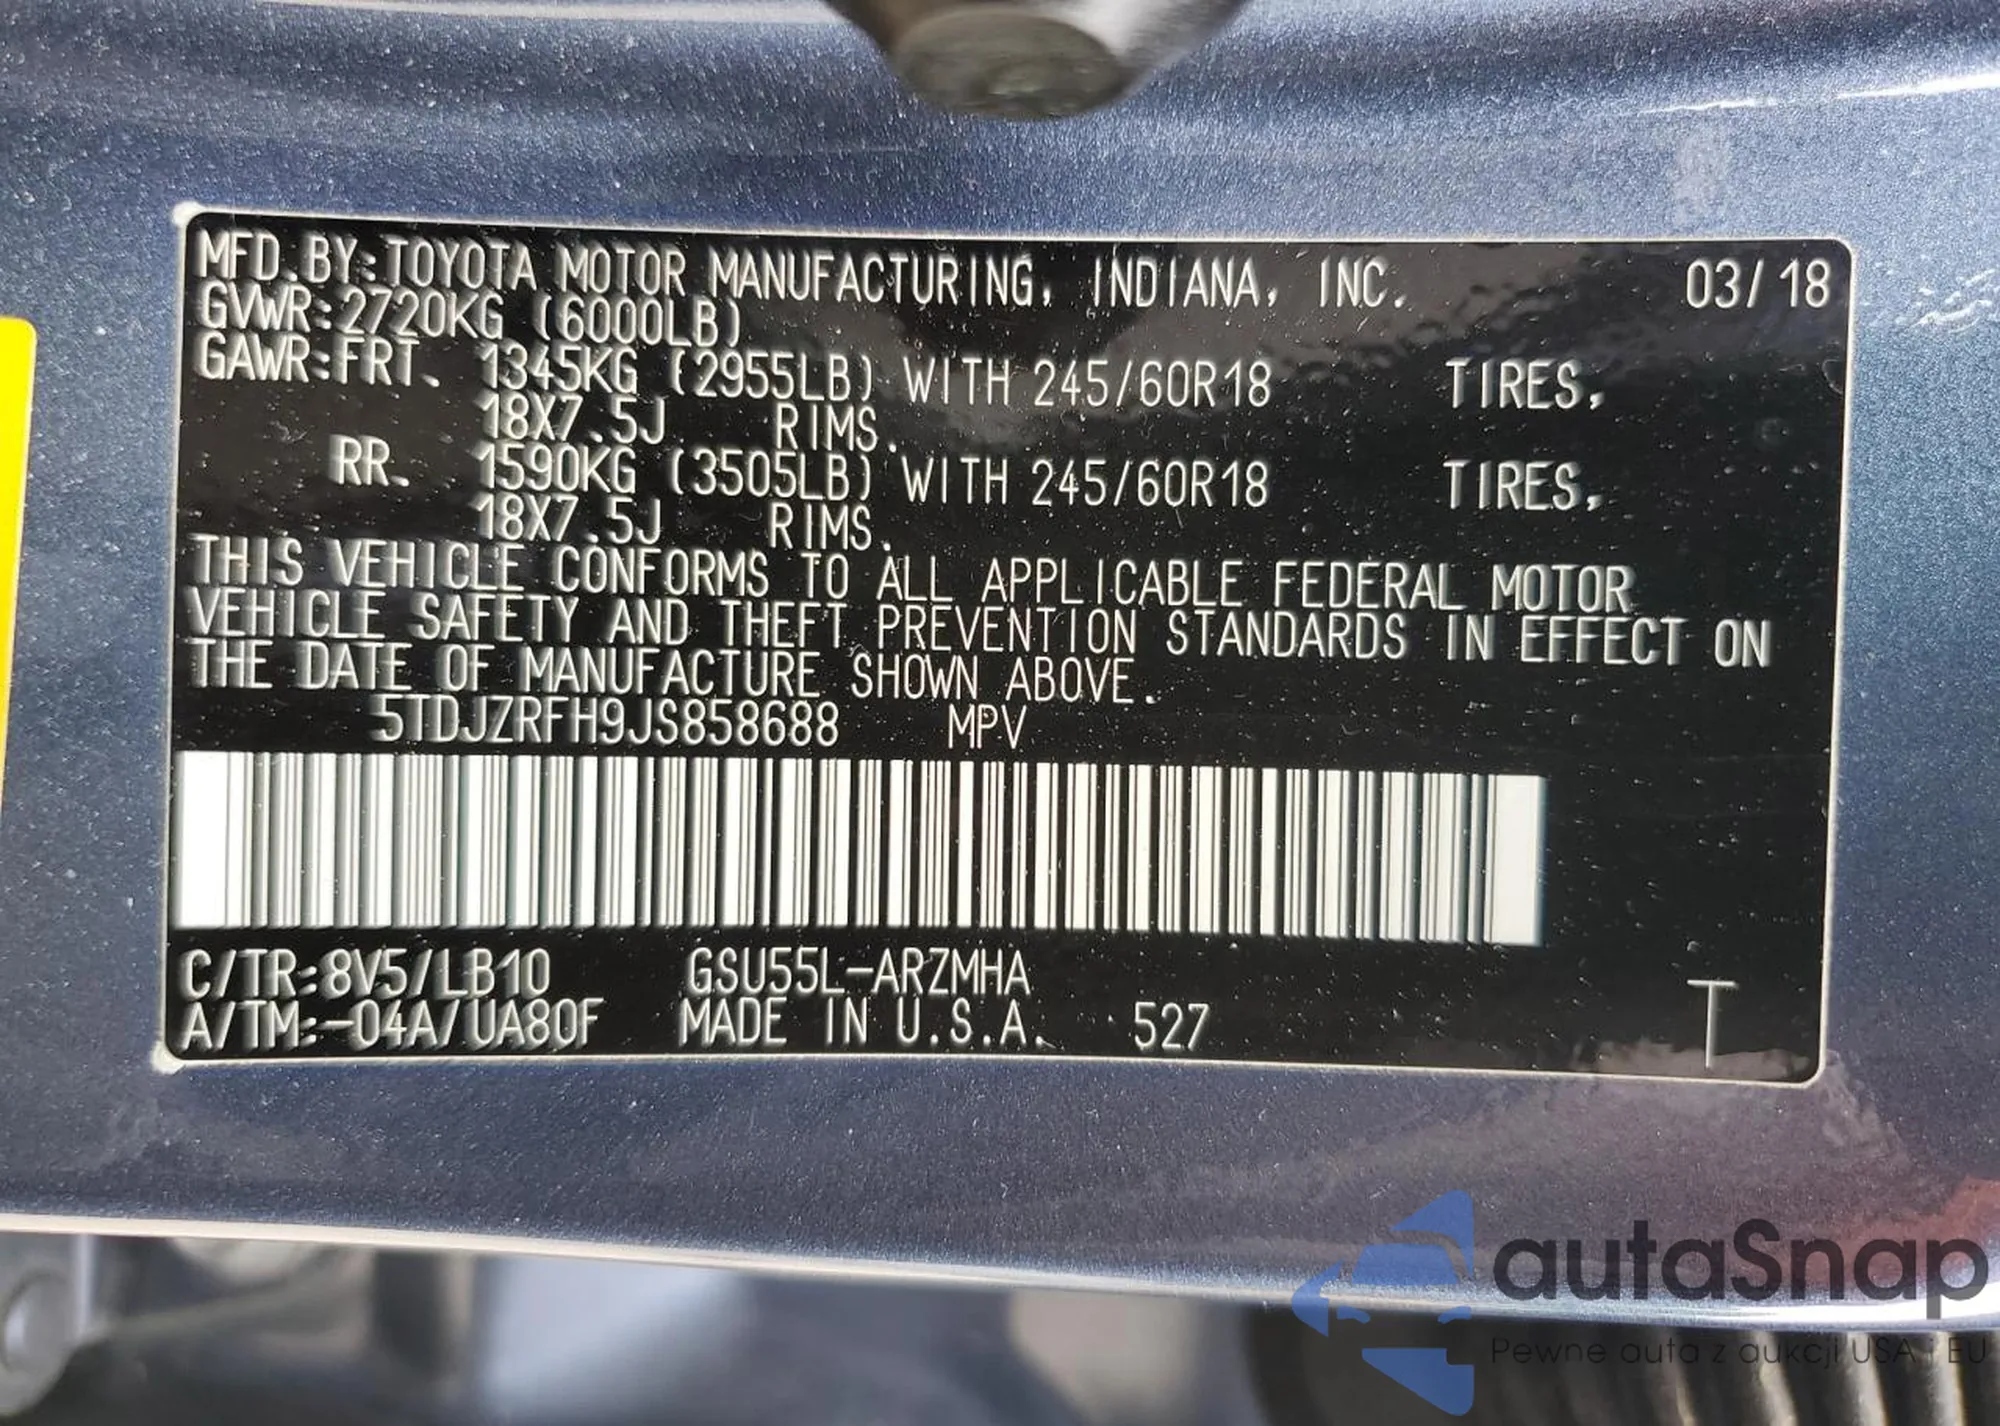 MFD.BY:TOYOTA MOTOR MANUFACTURING, INDIANA, INC. 03/18
GVWR:2720KG (6000LB)
GAWR:FRT. 1345KG (2955LB) WITH 245/60R18 TIRES,
18X7.5J RIMS.
RR. 1590KG (3505LB) WITH 245/60R18 TIRES,
18X7.5J RIMS.
THIS VEHICLE CONFORMS TO ALL APPLICABLE FEDERAL MOTOR
VEHICLE SAFETY AND THEFT PREVENTION STANDARDS IN EFFECT ON
THE DATE OF MANUFACTURE SHOWN ABOVE.
5TDJZRFH9JS858688 MPV
C/TR:8V5/LB10 GSU55L-ARZMHA
A/TM:-04A/UA80F MADE IN U.S.A. 527 T
autaSnap
Pewne auta z aukcji USA i EU